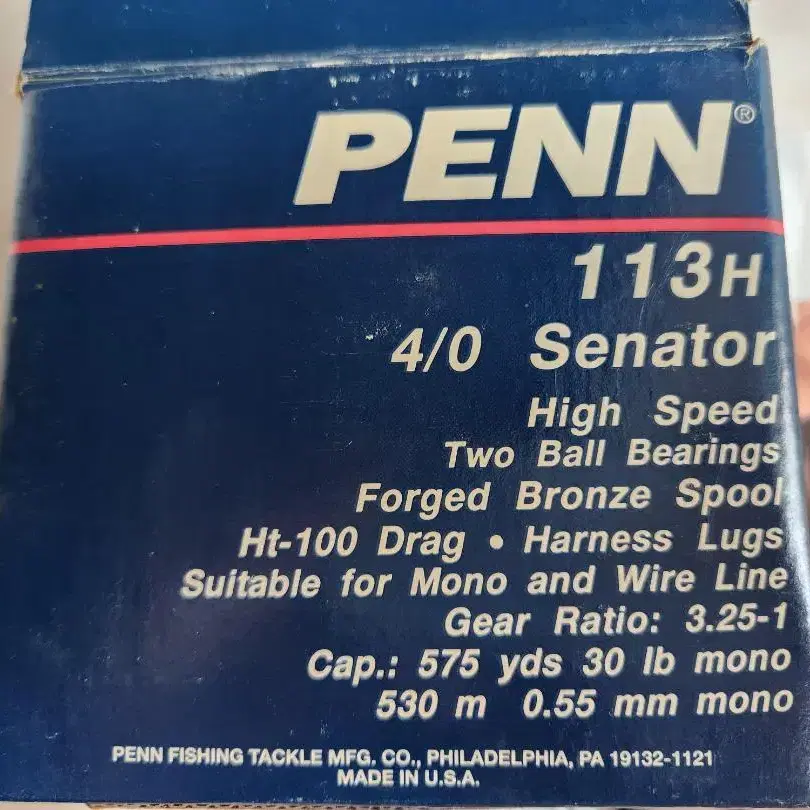 PENN®
113H
4/0 Senator
High Speed
Two Ball Bearings
Forged Bronze Spool
Ht-100 Drag • Harness Lugs
Suitable for Mono and Wire Line
Gear Ratio: 3.25-1
Cap.: 575 yds 30 lb mono
530 m 0.55 mm mono
PENN FISHING TACKLE MFG. CO., PHILADELPHIA, PA 19132-1121
MADE IN U.S.A.